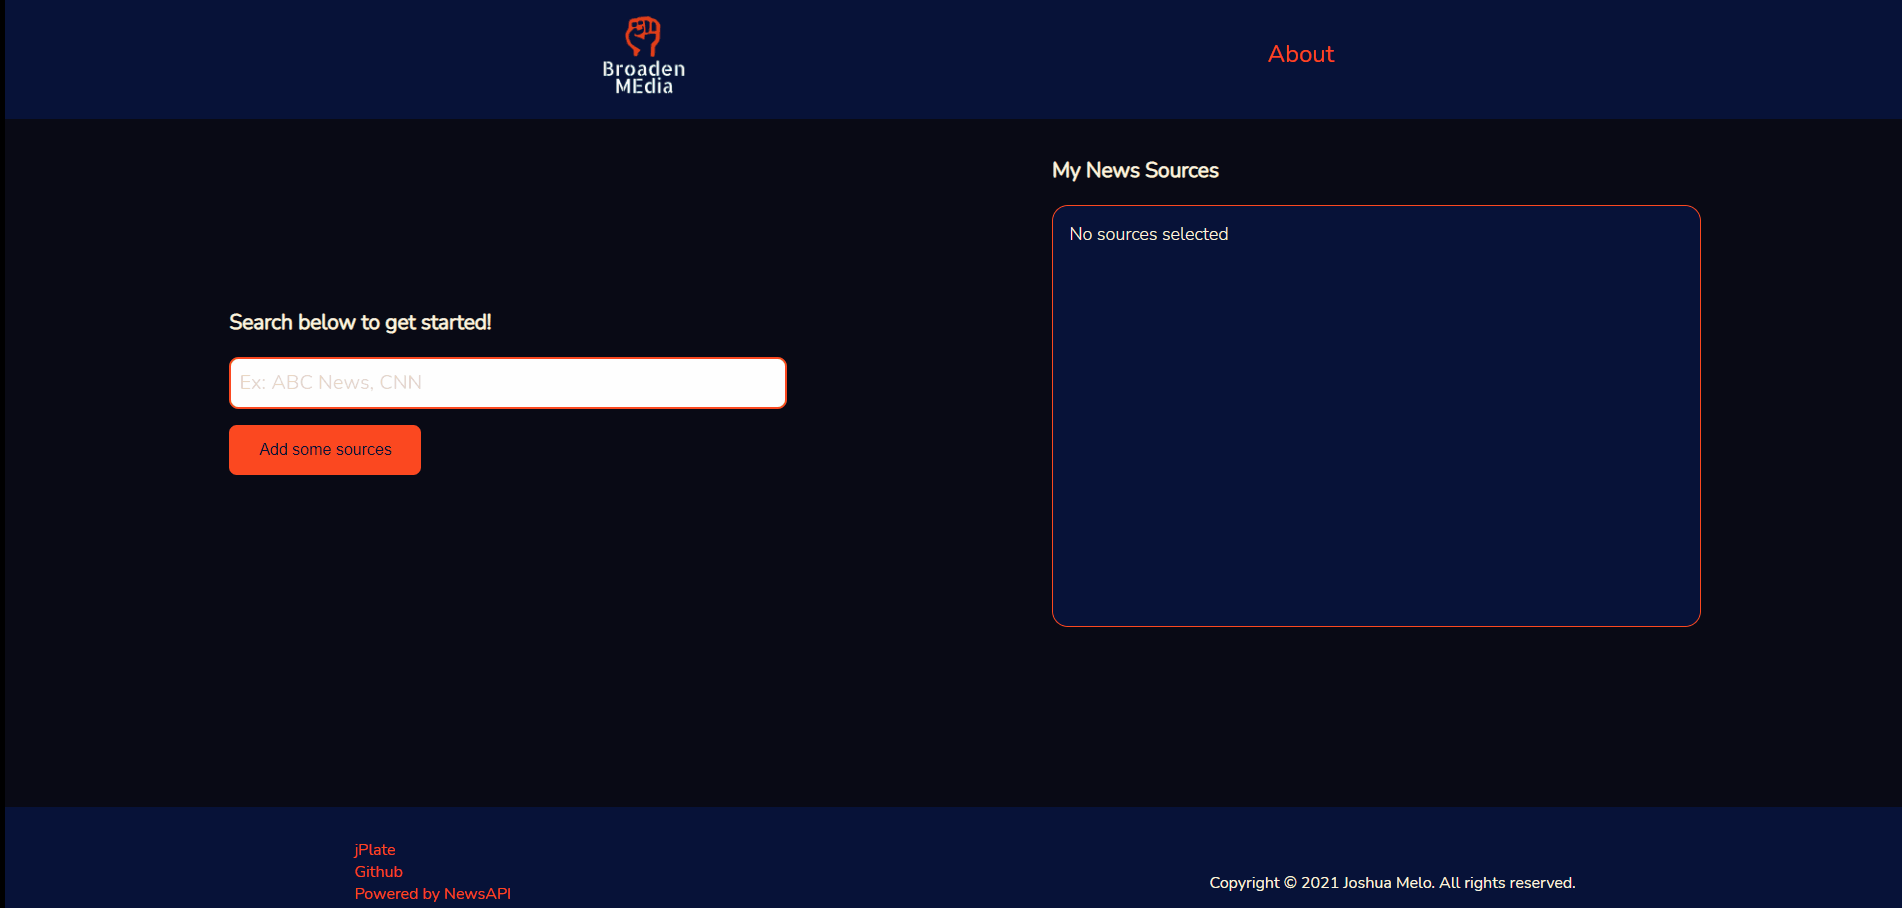 Broaden
MEdia
About
My News Sources
No sources selected
Search below to get started!
Ex: ABC News, CNN
Add some sources
jPlate
Github
Powered by NewsAPI
Copyright © 2021 Joshua Melo. All rights reserved.